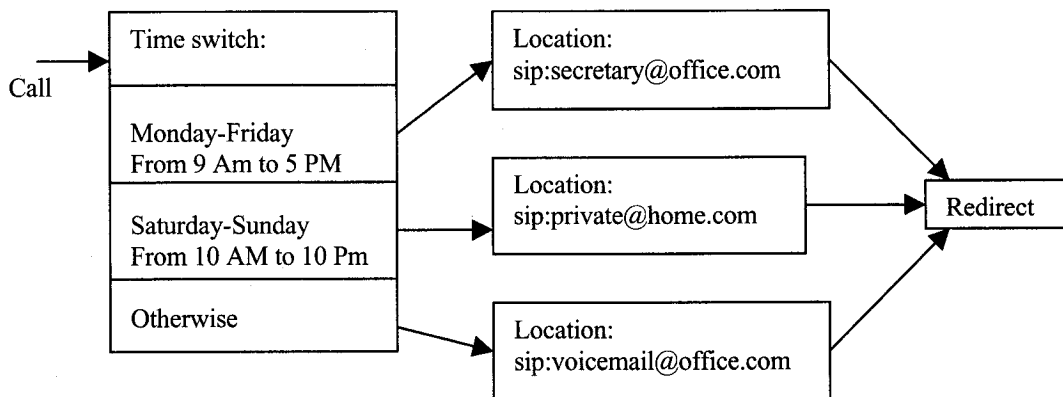 Call
Time switch:
Monday-Friday
From 9 Am to 5 PM
Saturday-Sunday
From 10 AM to 10 Pm
Otherwise
Location:
sip:secretary@office.com
Location:
sip:private@home.com
Location:
sip:voicemail@office.com
Redirect